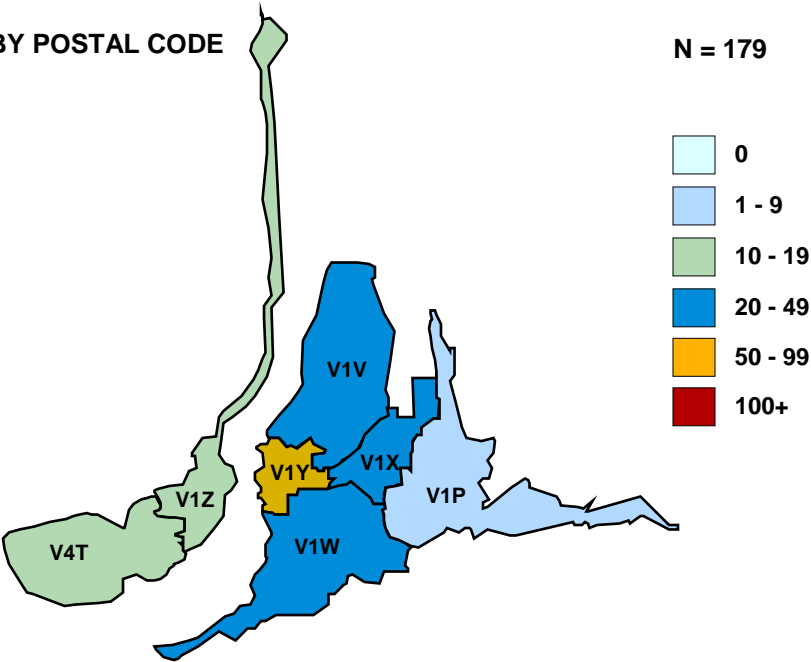 BY POSTAL CODE
N = 179
0
1 - 9
10 - 19
20 - 49
50 - 99
100+
V1V
V1Y
V1X
V1Z
V1P
V4T
V1W